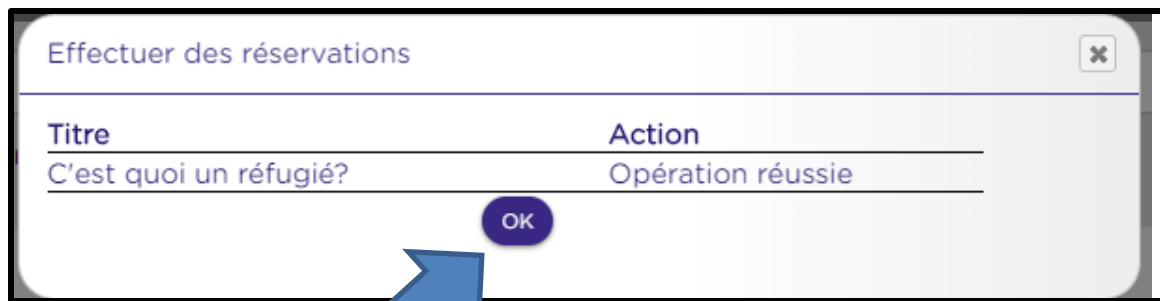 Effectuer des réservations
Titre Action
C'est quoi un réfugié? Opération réussie
OK